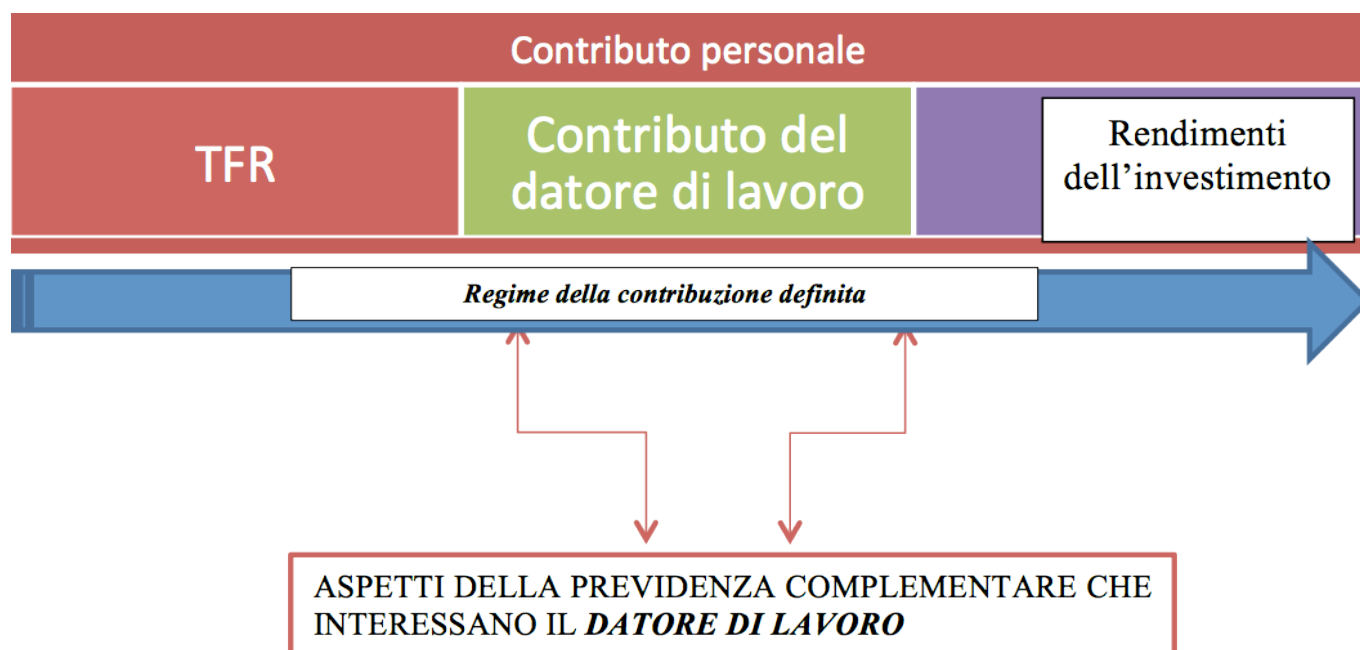 Contributo personale
TFR
Contributo del
datore di lavoro
Rendimenti
dell’investimento
Regime della contribuzione definita
ASPETTI DELLA PREVIDENZA COMPLEMENTARE CHE
INTERESSANO IL DATORE DI LAVORO